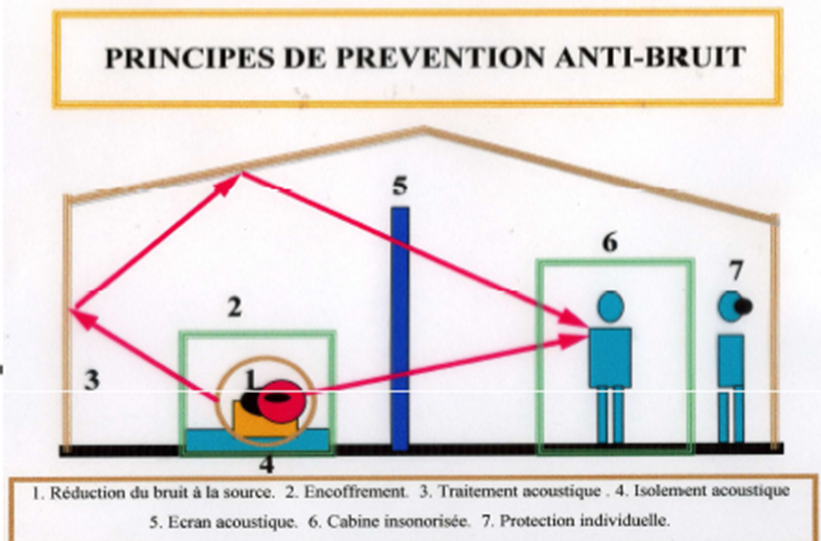 PRINCIPES DE PREVENTION ANTI-BRUIT
5
6
7
2
1
3
4
1. Réduction du bruit à la source. 2. Encoffrement. 3. Traitement acoustique . 4. Isolement acoustique
5. Ecran acoustique. 6. Cabine insonorisée. 7. Protection individuelle.